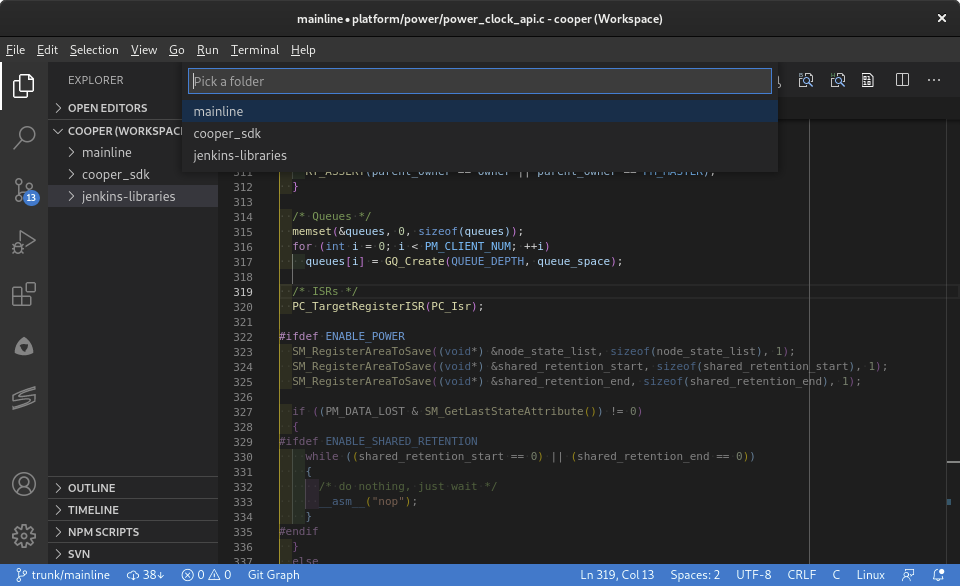 mainline • platform/power/power_clock_api.c - cooper (Workspace)
File Edit Selection View Go Run Terminal Help
EXPLORER
Pick a folder
mainline
cooper_sdk
jenkins-libraries
OPEN EDITORS
COOPER (WORKSPAC
mainline
cooper_sdk
jenkins-libraries
13
OUTLINE
TIMELINE
NPM SCRIPTS
SVN
312 }
313
314 /* Queues */
315 memset(&queues, 0, sizeof(queues));
316 for (int i = 0; i < PM_CLIENT_NUM; ++i)
317 queues[i] = GQ_Create(QUEUE_DEPTH, queue_space);
318
319 /* ISRs */
320 PC_TargetRegisterISR(PC_Isr);
321
322 #ifdef ENABLE_POWER
323 SM_RegisterAreaToSave((void*) &node_state_list, sizeof(node_state_list), 1);
324 SM_RegisterAreaToSave((void*) &shared_retention_start, sizeof(shared_retention_start), 1);
325 SM_RegisterAreaToSave((void*) &shared_retention_end, sizeof(shared_retention_end), 1);
326
327 if ((PM_DATA_LOST & SM_GetLastStateAttribute()) != 0)
328 {
329 #ifdef ENABLE_SHARED_RETENTION
330 while ((shared_retention_start == 0) || (shared_retention_end == 0))
331 {
332 /* do nothing, just wait */
333 __asm__("nop");
334 }
335 #endif
336 }
337 else
trunk/mainline 38↓ 0 0 Git Graph Ln 319, Col 13 Spaces: 2 UTF-8 CRLF C Linux